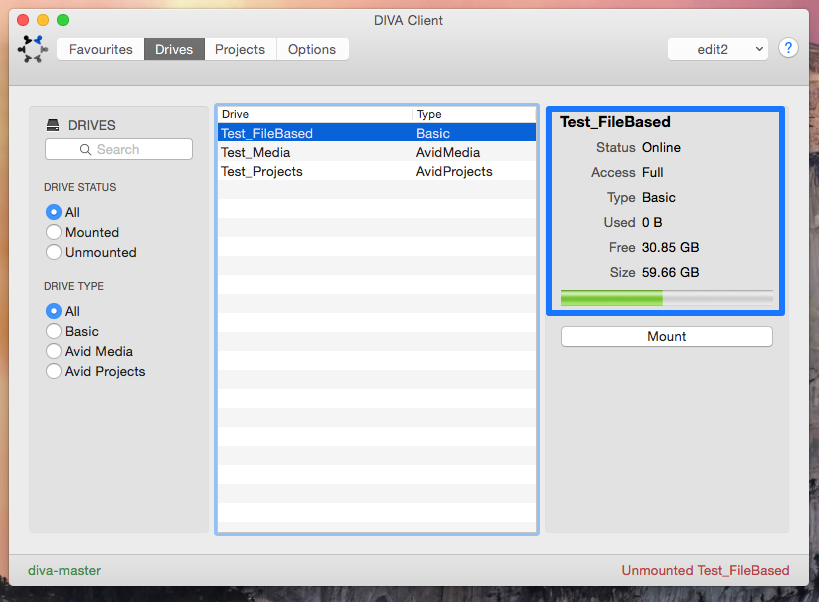 DIVA Client
Favourites Drives Projects Options
edit2
?
DRIVES
Search
DRIVE STATUS
All
Mounted
Unmounted
DRIVE TYPE
All
Basic
Avid Media
Avid Projects
Drive Type
Test_FileBased Basic
Test_Media AvidMedia
Test_Projects AvidProjects
Test_FileBased
Status Online
Access Full
Type Basic
Used 0 B
Free 30.85 GB
Size 59.66 GB
Mount
diva-master
Unmounted Test_FileBased